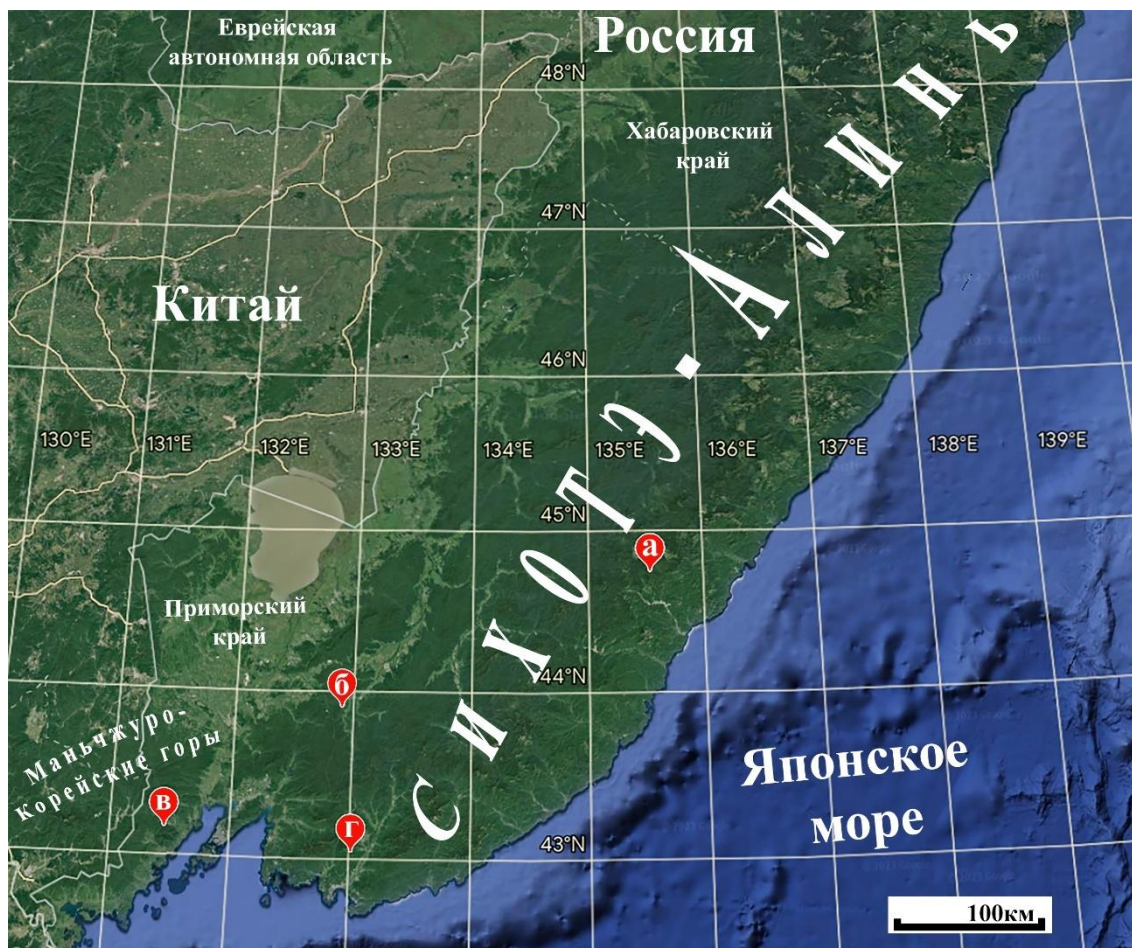 Еврейская
автономная область
Россия
48°N
Хабаровский
край
47°N
Китай
46°N
130°E 131°E 132°E 133°E 134°E 135°E 136°E 137°E 138°E 139°E
45°N
а
Сихотэ-Алинь
Приморский
край
44°N
б
Маньчжуро-
Корейские горы
в
г
43°N
Японское
море
100км